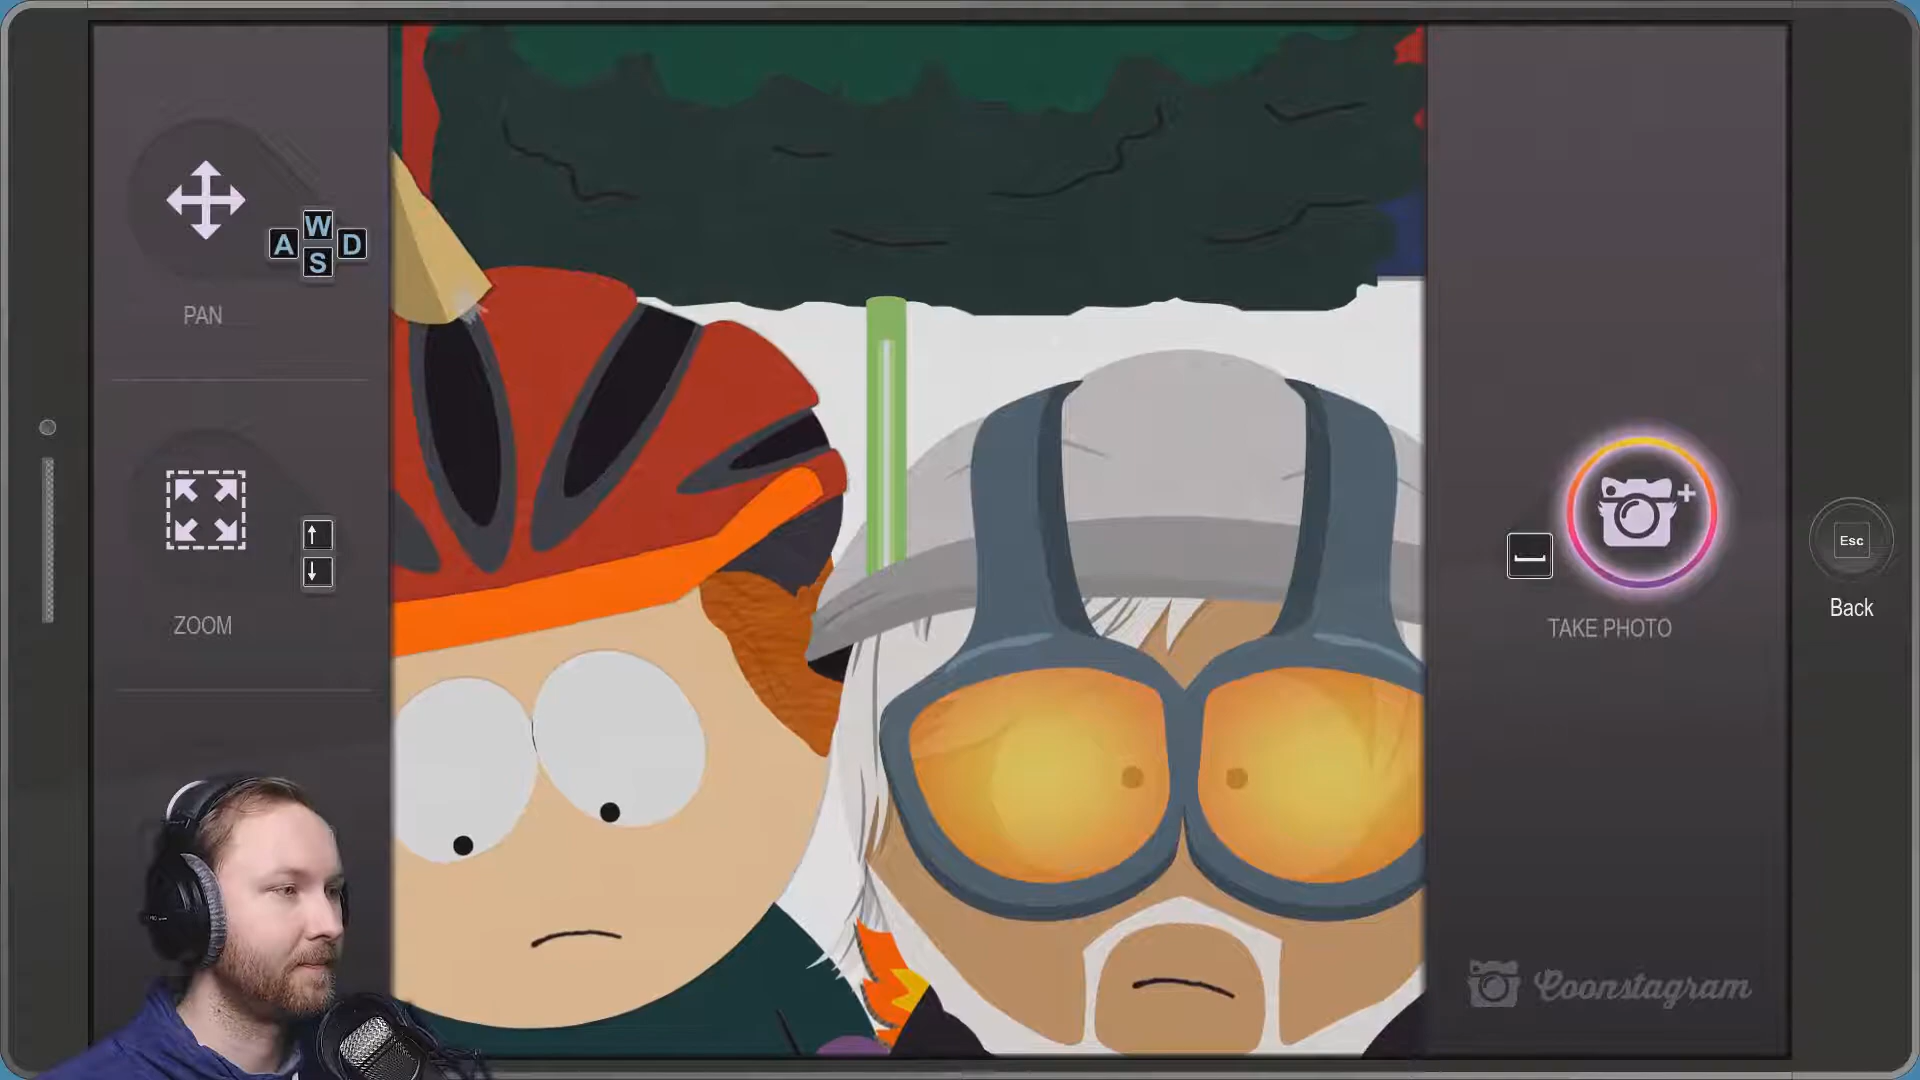 W
A
D
S
PAN
↑
↓
ZOOM
TAKE PHOTO
Esc
Back
Coonstagram